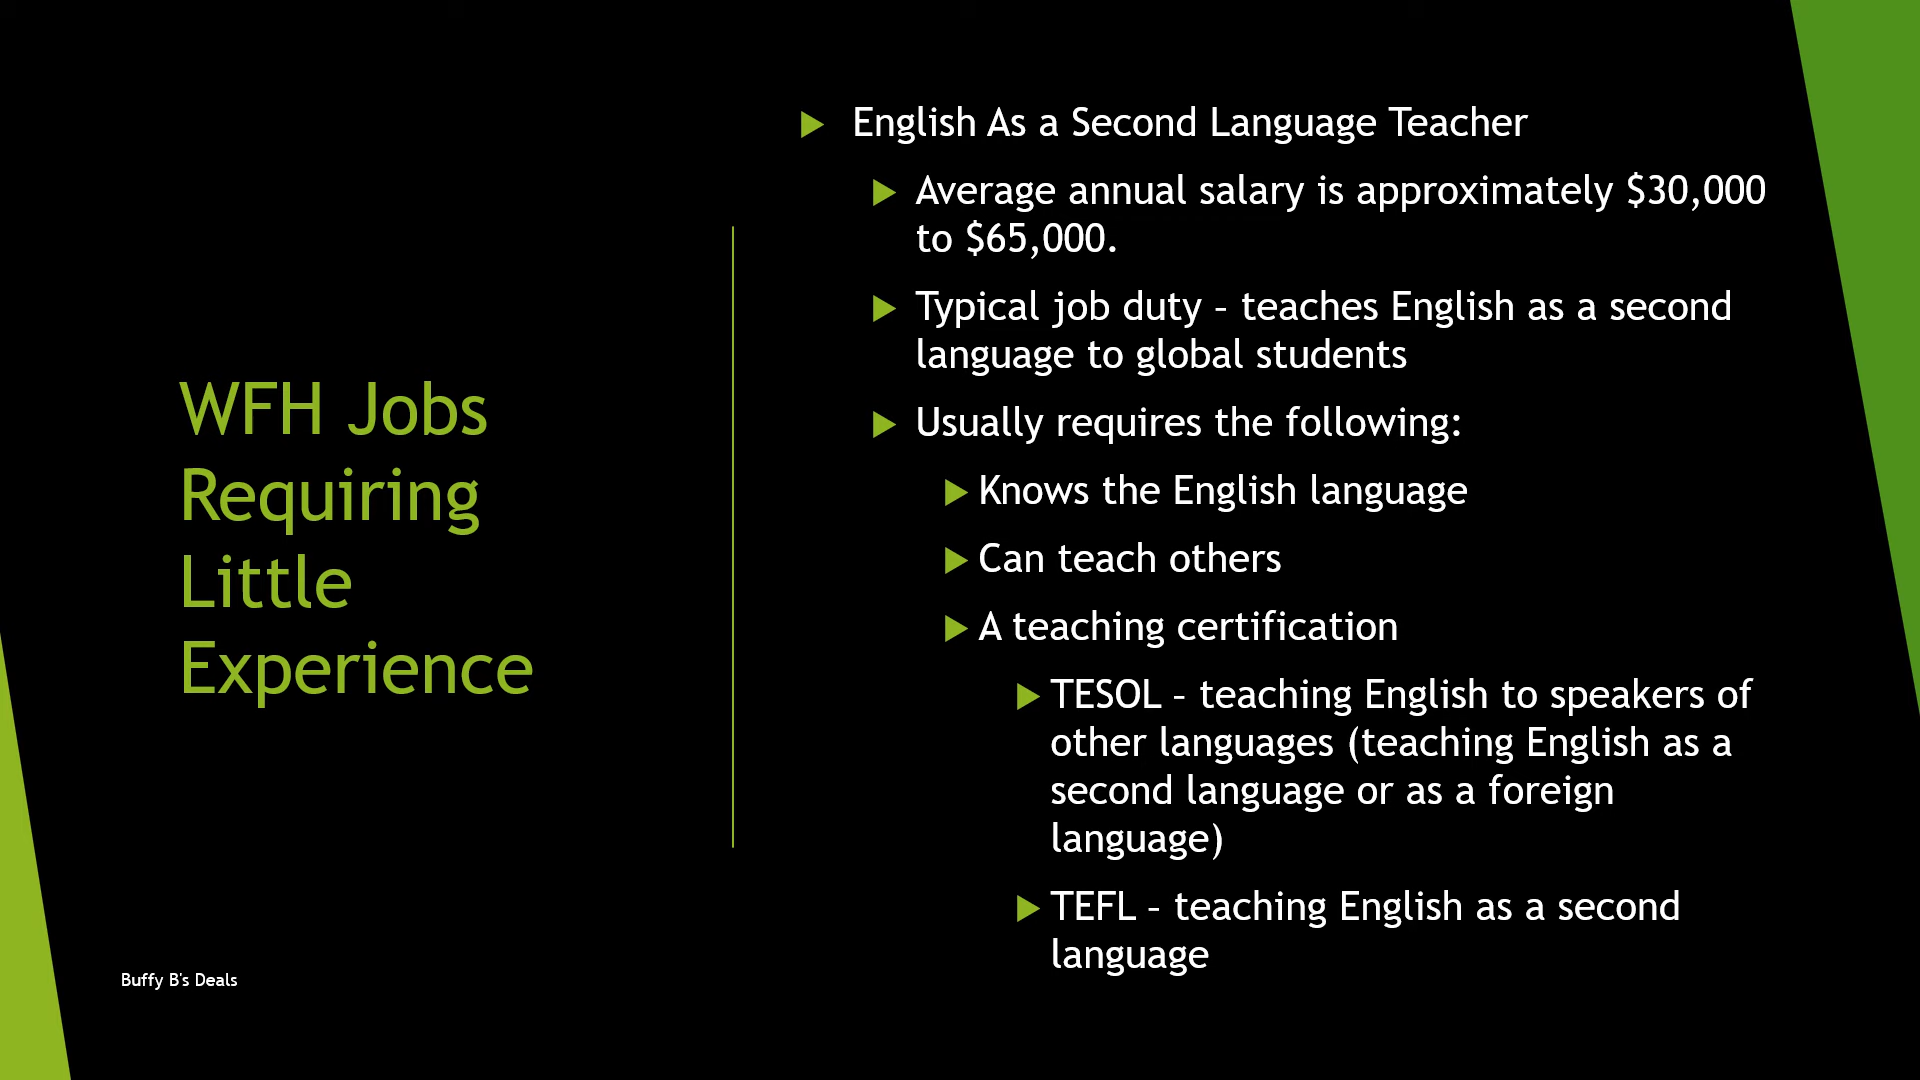 WFH Jobs
Requiring
Little
Experience
English As a Second Language Teacher
Average annual salary is approximately $30,000
to $65,000.
Typical job duty – teaches English as a second
language to global students
Usually requires the following:
Knows the English language
Can teach others
A teaching certification
TESOL – teaching English to speakers of
other languages (teaching English as a
second language or as a foreign
language)
TEFL – teaching English as a second
language
Buffy B's Deals